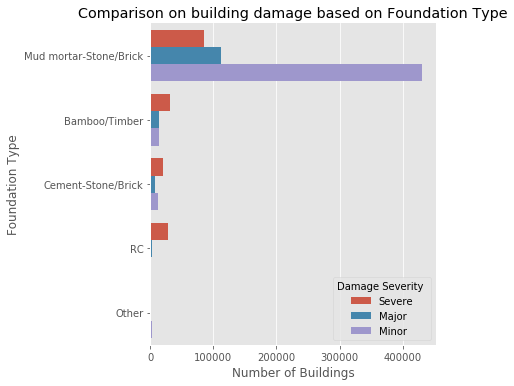 Comparison on building damage based on Foundation Type
Foundation Type
Mud mortar-Stone/Brick
Bamboo/Timber
Cement-Stone/Brick
RC
Other
Damage Severity
Severe
Major
Minor
0 100000 200000 300000 400000
Number of Buildings